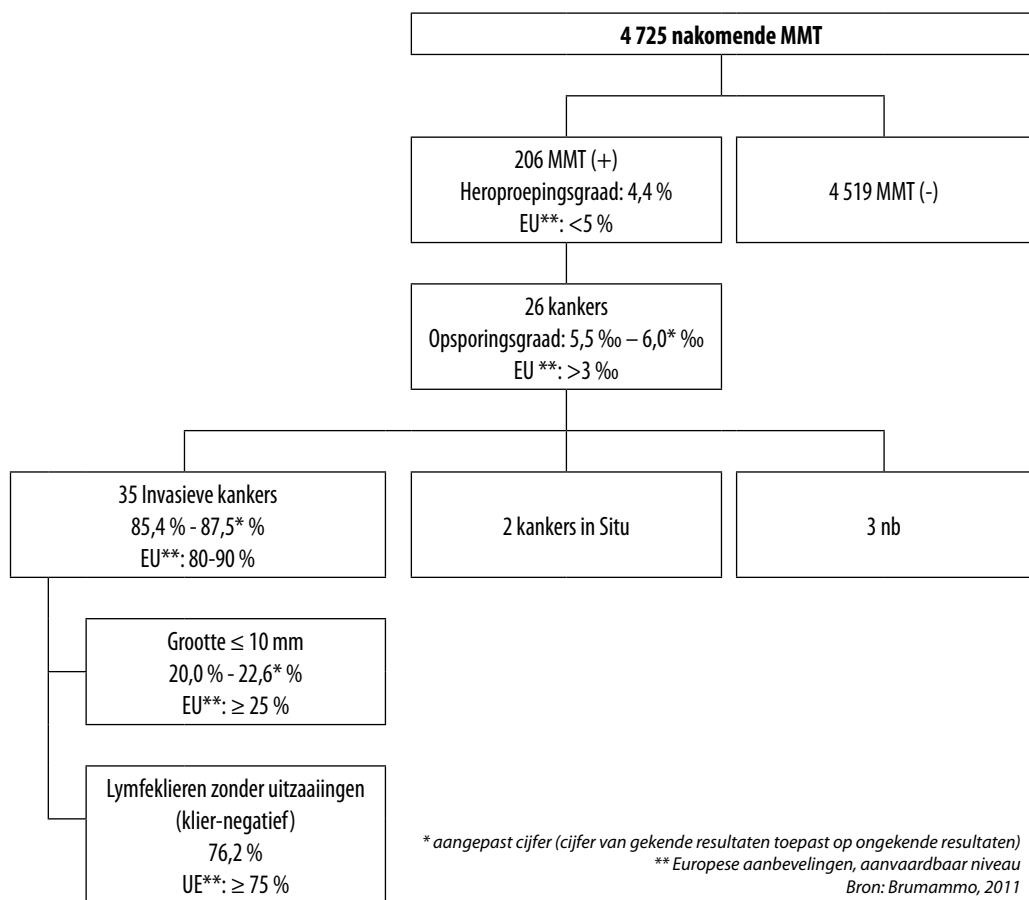 4 725 nakomende MMT
206 MMT (+)
Heroproepingsgraad: 4,4 %
EU**: <5 %
4 519 MMT (-)
26 kankers
Opsporingsgraad: 5,5 ‰ – 6,0* ‰
EU **: >3 ‰
35 Invasieve kankers
85,4 % - 87,5* %
EU**: 80-90 %
2 kankers in Situ
3 nb
Grootte ≤ 10 mm
20,0 % - 22,6* %
EU**: ≥ 25 %
Lymfeklieren zonder uitzaaiingen
(klier-negatief)
76,2 %
UE**: ≥ 75 %
* aangepast cijfer (cijfer van gekende resultaten toepast op ongekende resultaten)
** Europese aanbevelingen, aanvaardbaar niveau
Bron: Brumammo, 2011